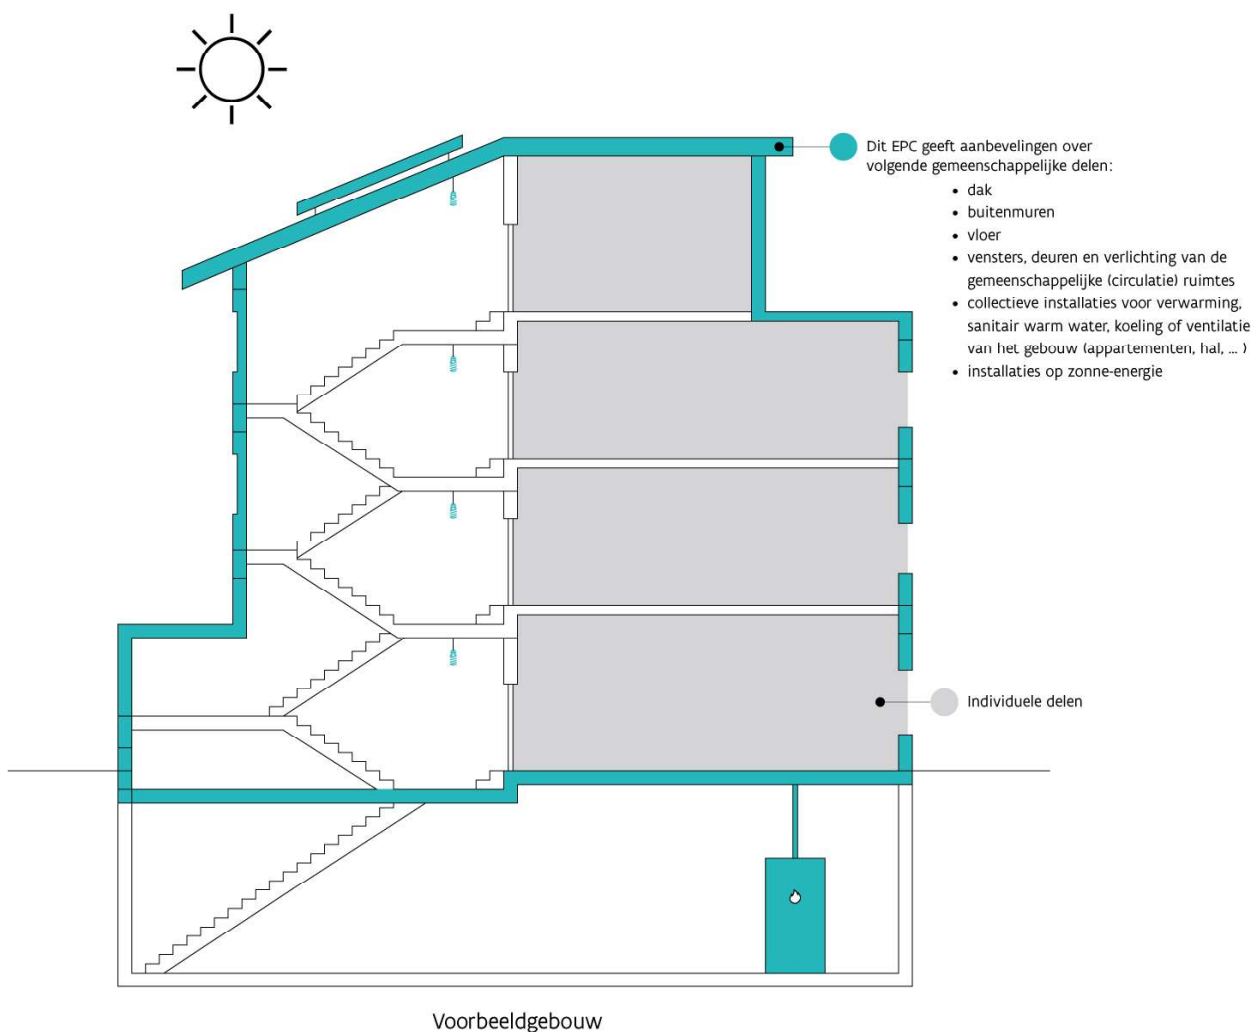 Dit EPC geeft aanbevelingen over
volgende gemeenschappelijke delen:
• dak
• buitenmuren
• vloer
• vensters, deuren en verlichting van de
gemeenschappelijke (circulatie) ruimtes
• collectieve installaties voor verwarming,
sanitair warm water, koeling of ventilatie
van het gebouw (appartementen, hal, ... )
• installaties op zonne-energie
Individuele delen
Voorbeeldgebouw